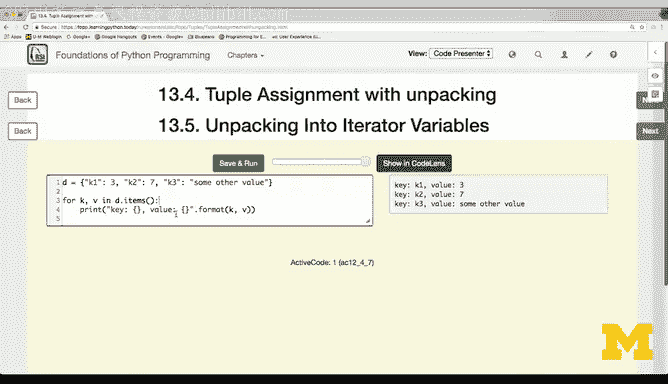 13.4. Tuple Assignment with
Foundations of Python Programming
Chapters
View:
Code Presenter
Back
13.4. Tuple Assignment with unpacking
Back
13.5. Unpacking Into Iterator Variables
Next
Save & Run
Show in CodeLens
1 d = {"k1": 3, "k2": 7, "k3": "some other value"}
2
3 for k, v in d.items():
4 print("key: {}, value: {}".format(k, v))
5
key: k1, value: 3
key: k2, value: 7
key: k3, value: some other value
ActiveCode: 1 (ac12_4_7)
M